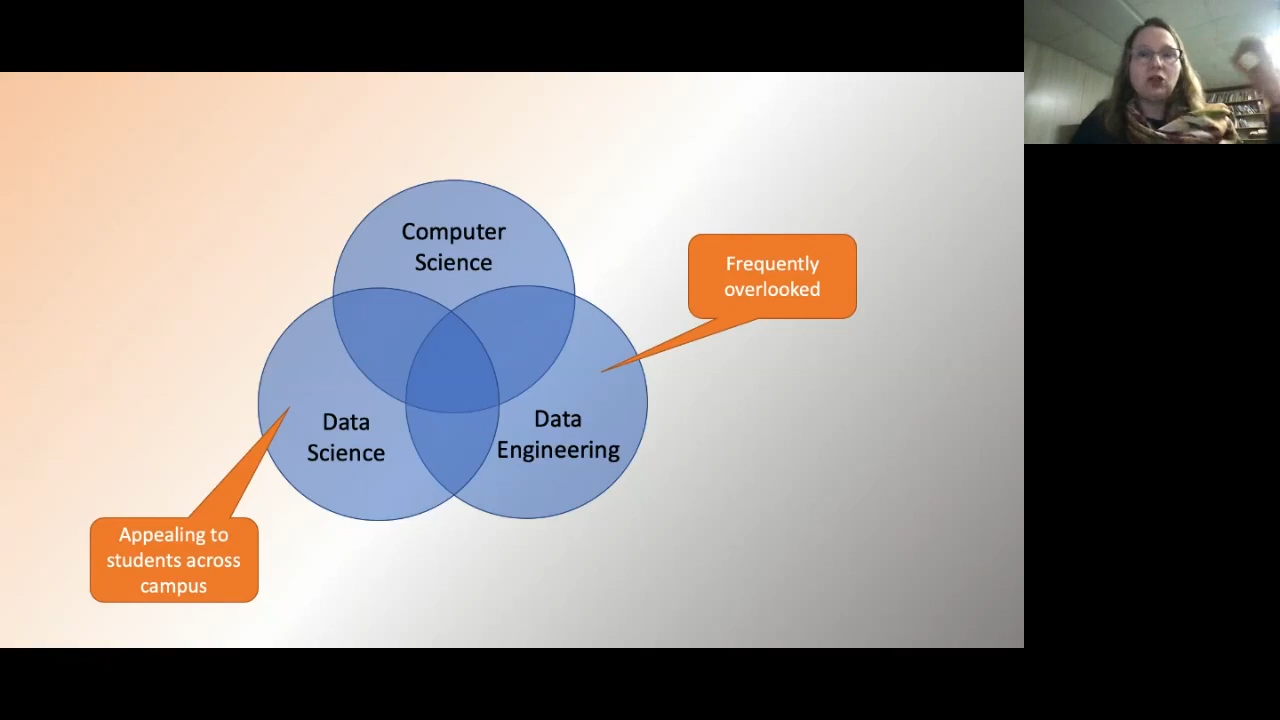 Computer
Science
Frequently
overlooked
Data
Science
Data
Engineering
Appealing to
students across
campus